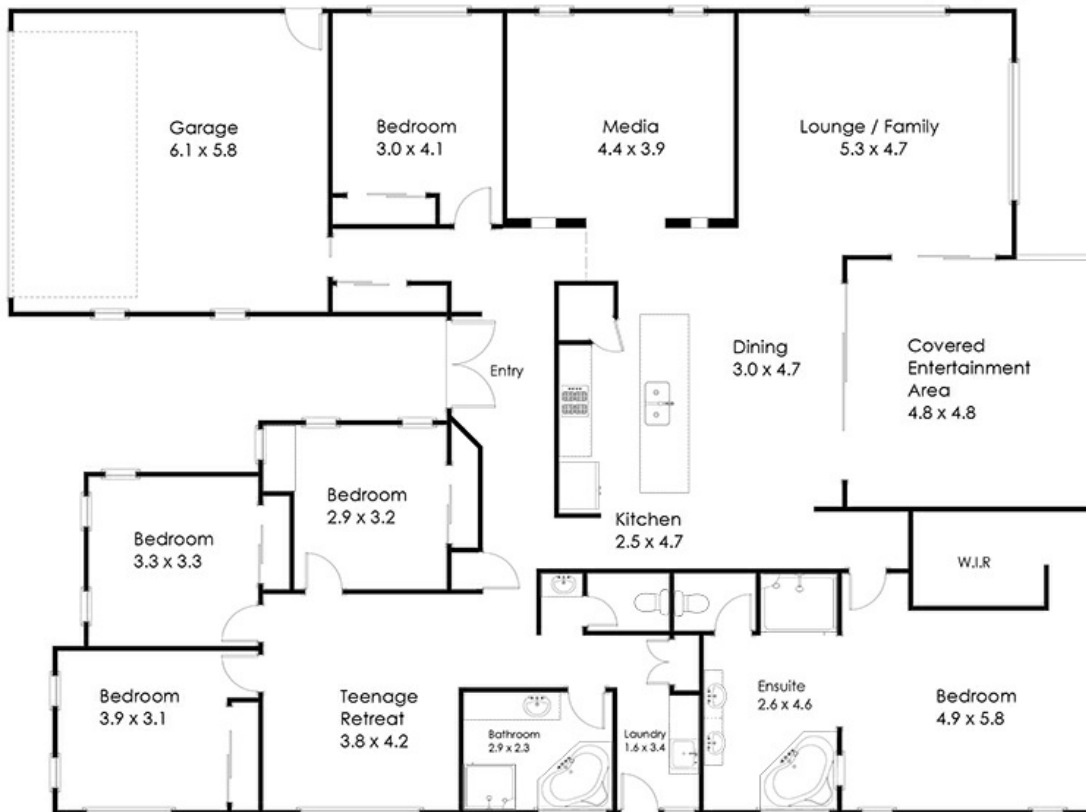 Garage
6.1 x 5.8
Bedroom
3.0 x 4.1
Media
4.4 x 3.9
Lounge / Family
5.3 x 4.7
Entry
Dining
3.0 x 4.7
Covered
Entertainment
Area
4.8 x 4.8
Bedroom
2.9 x 3.2
Kitchen
2.5 x 4.7
Bedroom
3.3 x 3.3
W.I.R
Bedroom
3.9 x 3.1
Teenage
Retreat
3.8 x 4.2
Bathroom
2.9 x 2.3
Laundry
1.6 x 3.4
Ensuite
2.6 x 4.6
Bedroom
4.9 x 5.8